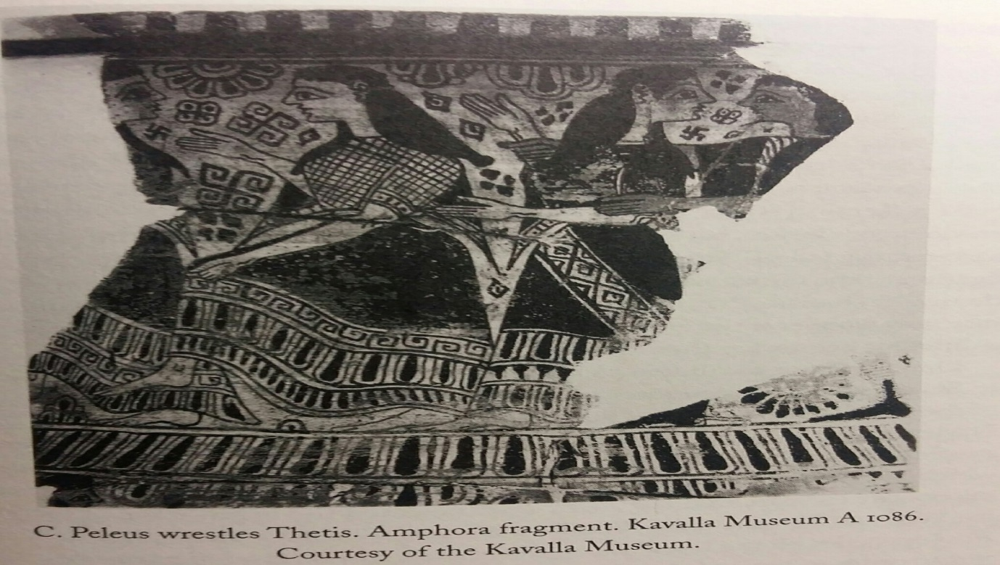 C. Peleus wrestles Thetis. Amphora fragment. Kavalla Museum A 1086.
Courtesy of the Kavalla Museum.